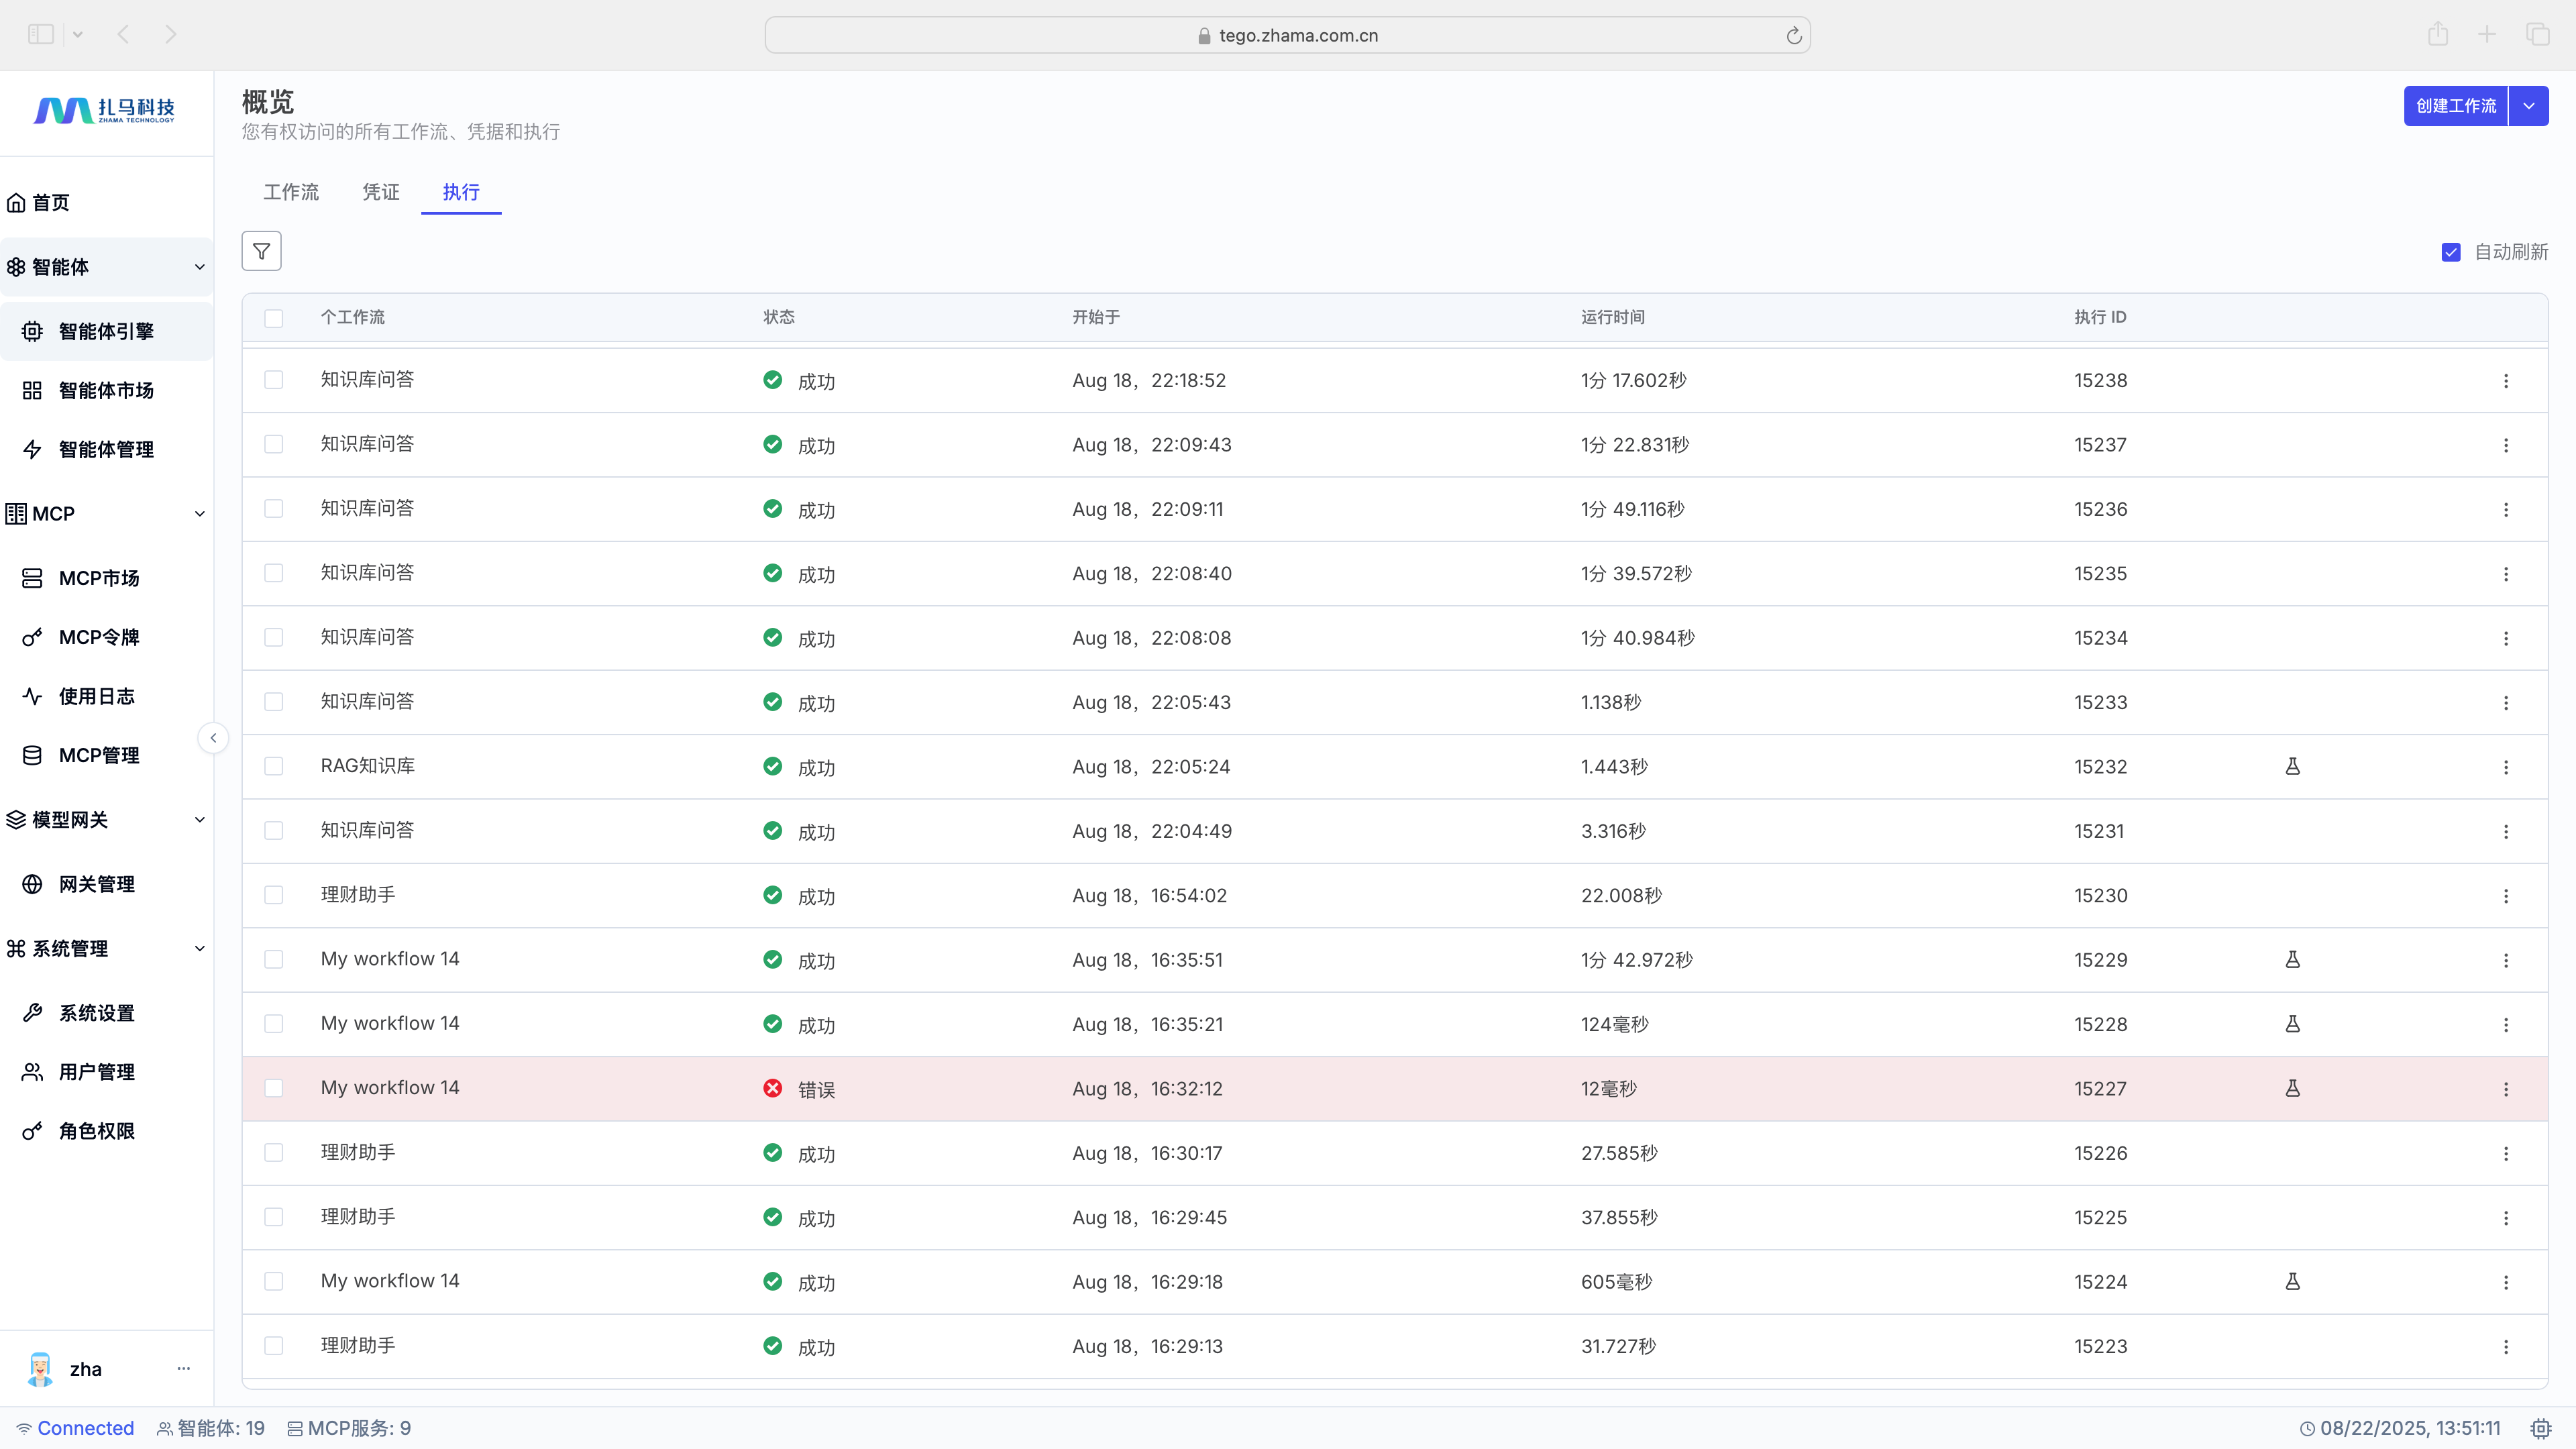 tego.zhama.com.cn
扎马科技
ZHAMA TECHNOLOGY
概览
您有权访问的所有工作流、凭据和执行
创建工作流
工作流 凭证 执行
自动刷新
首页
智能体
智能体引擎
智能体市场
智能体管理
MCP
MCP市场
MCP令牌
使用日志
MCP管理
模型网关
网关管理
系统管理
系统设置
用户管理
角色权限
zha
个工作流 状态 开始于 运行时间 执行 ID
知识库问答 成功 Aug 18, 22:18:52 1分 17.602秒 15238
知识库问答 成功 Aug 18, 22:09:43 1分 22.831秒 15237
知识库问答 成功 Aug 18, 22:09:11 1分 49.116秒 15236
知识库问答 成功 Aug 18, 22:08:40 1分 39.572秒 15235
知识库问答 成功 Aug 18, 22:08:08 1分 40.984秒 15234
知识库问答 成功 Aug 18, 22:05:43 1.138秒 15233
RAG知识库 成功 Aug 18, 22:05:24 1.443秒 15232
知识库问答 成功 Aug 18, 22:04:49 3.316秒 15231
理财助手 成功 Aug 18, 16:54:02 22.008秒 15230
My workflow 14 成功 Aug 18, 16:35:51 1分 42.972秒 15229
My workflow 14 成功 Aug 18, 16:35:21 124毫秒 15228
My workflow 14 错误 Aug 18, 16:32:12 12毫秒 15227
理财助手 成功 Aug 18, 16:30:17 27.585秒 15226
理财助手 成功 Aug 18, 16:29:45 37.855秒 15225
My workflow 14 成功 Aug 18, 16:29:18 605毫秒 15224
理财助手 成功 Aug 18, 16:29:13 31.727秒 15223
Connected 智能体: 19 MCP服务: 9 08/22/2025, 13:51:11